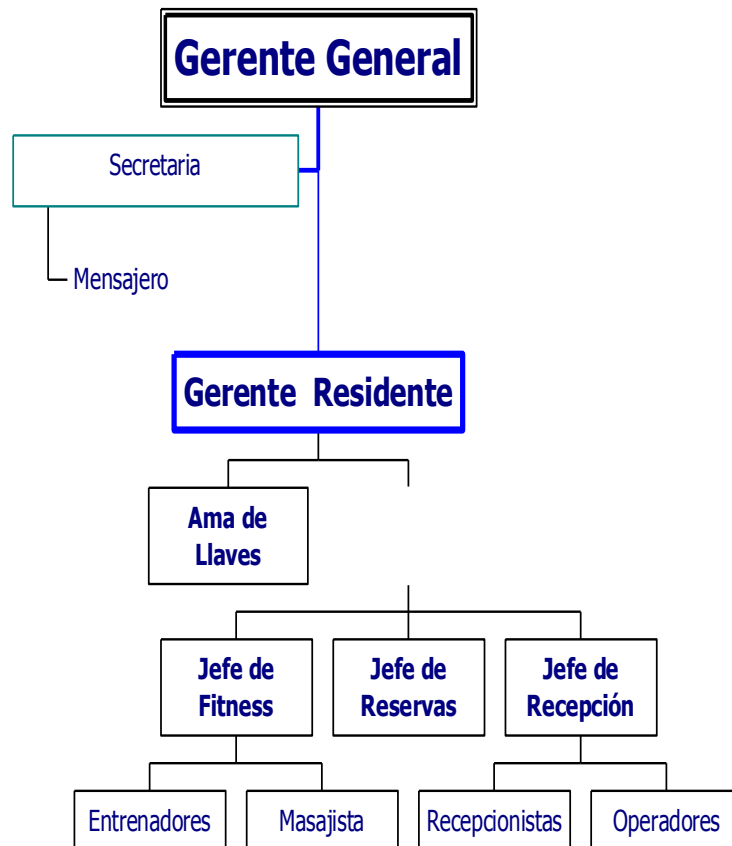 Gerente General
Secretaria
Mensajero
Gerente Residente
Ama de
Llaves
Jefe de
Fitness
Jefe de
Reservas
Jefe de
Recepción
Entrenadores
Masajista
Recepcionistas
Operadores